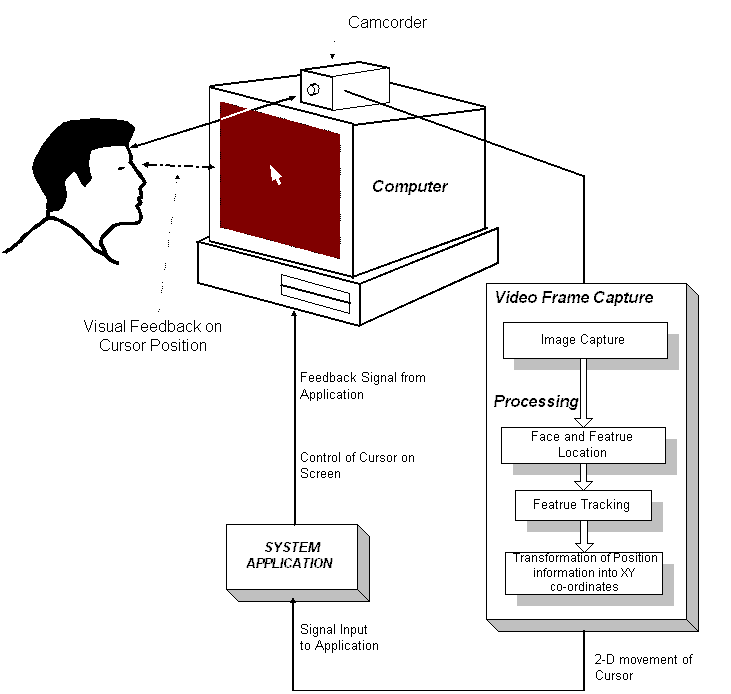 Camcorder
Computer
Visual Feedback on
Cursor Position
Video Frame Capture
Image Capture
Processing
Face and Featrue
Location
Featrue Tracking
Transformation of Position
information into XY
co-ordinates
Feedback Signal from
Application
Control of Cursor on
Screen
SYSTEM
APPLICATION
Signal Input
to Application
2-D movement of
Cursor